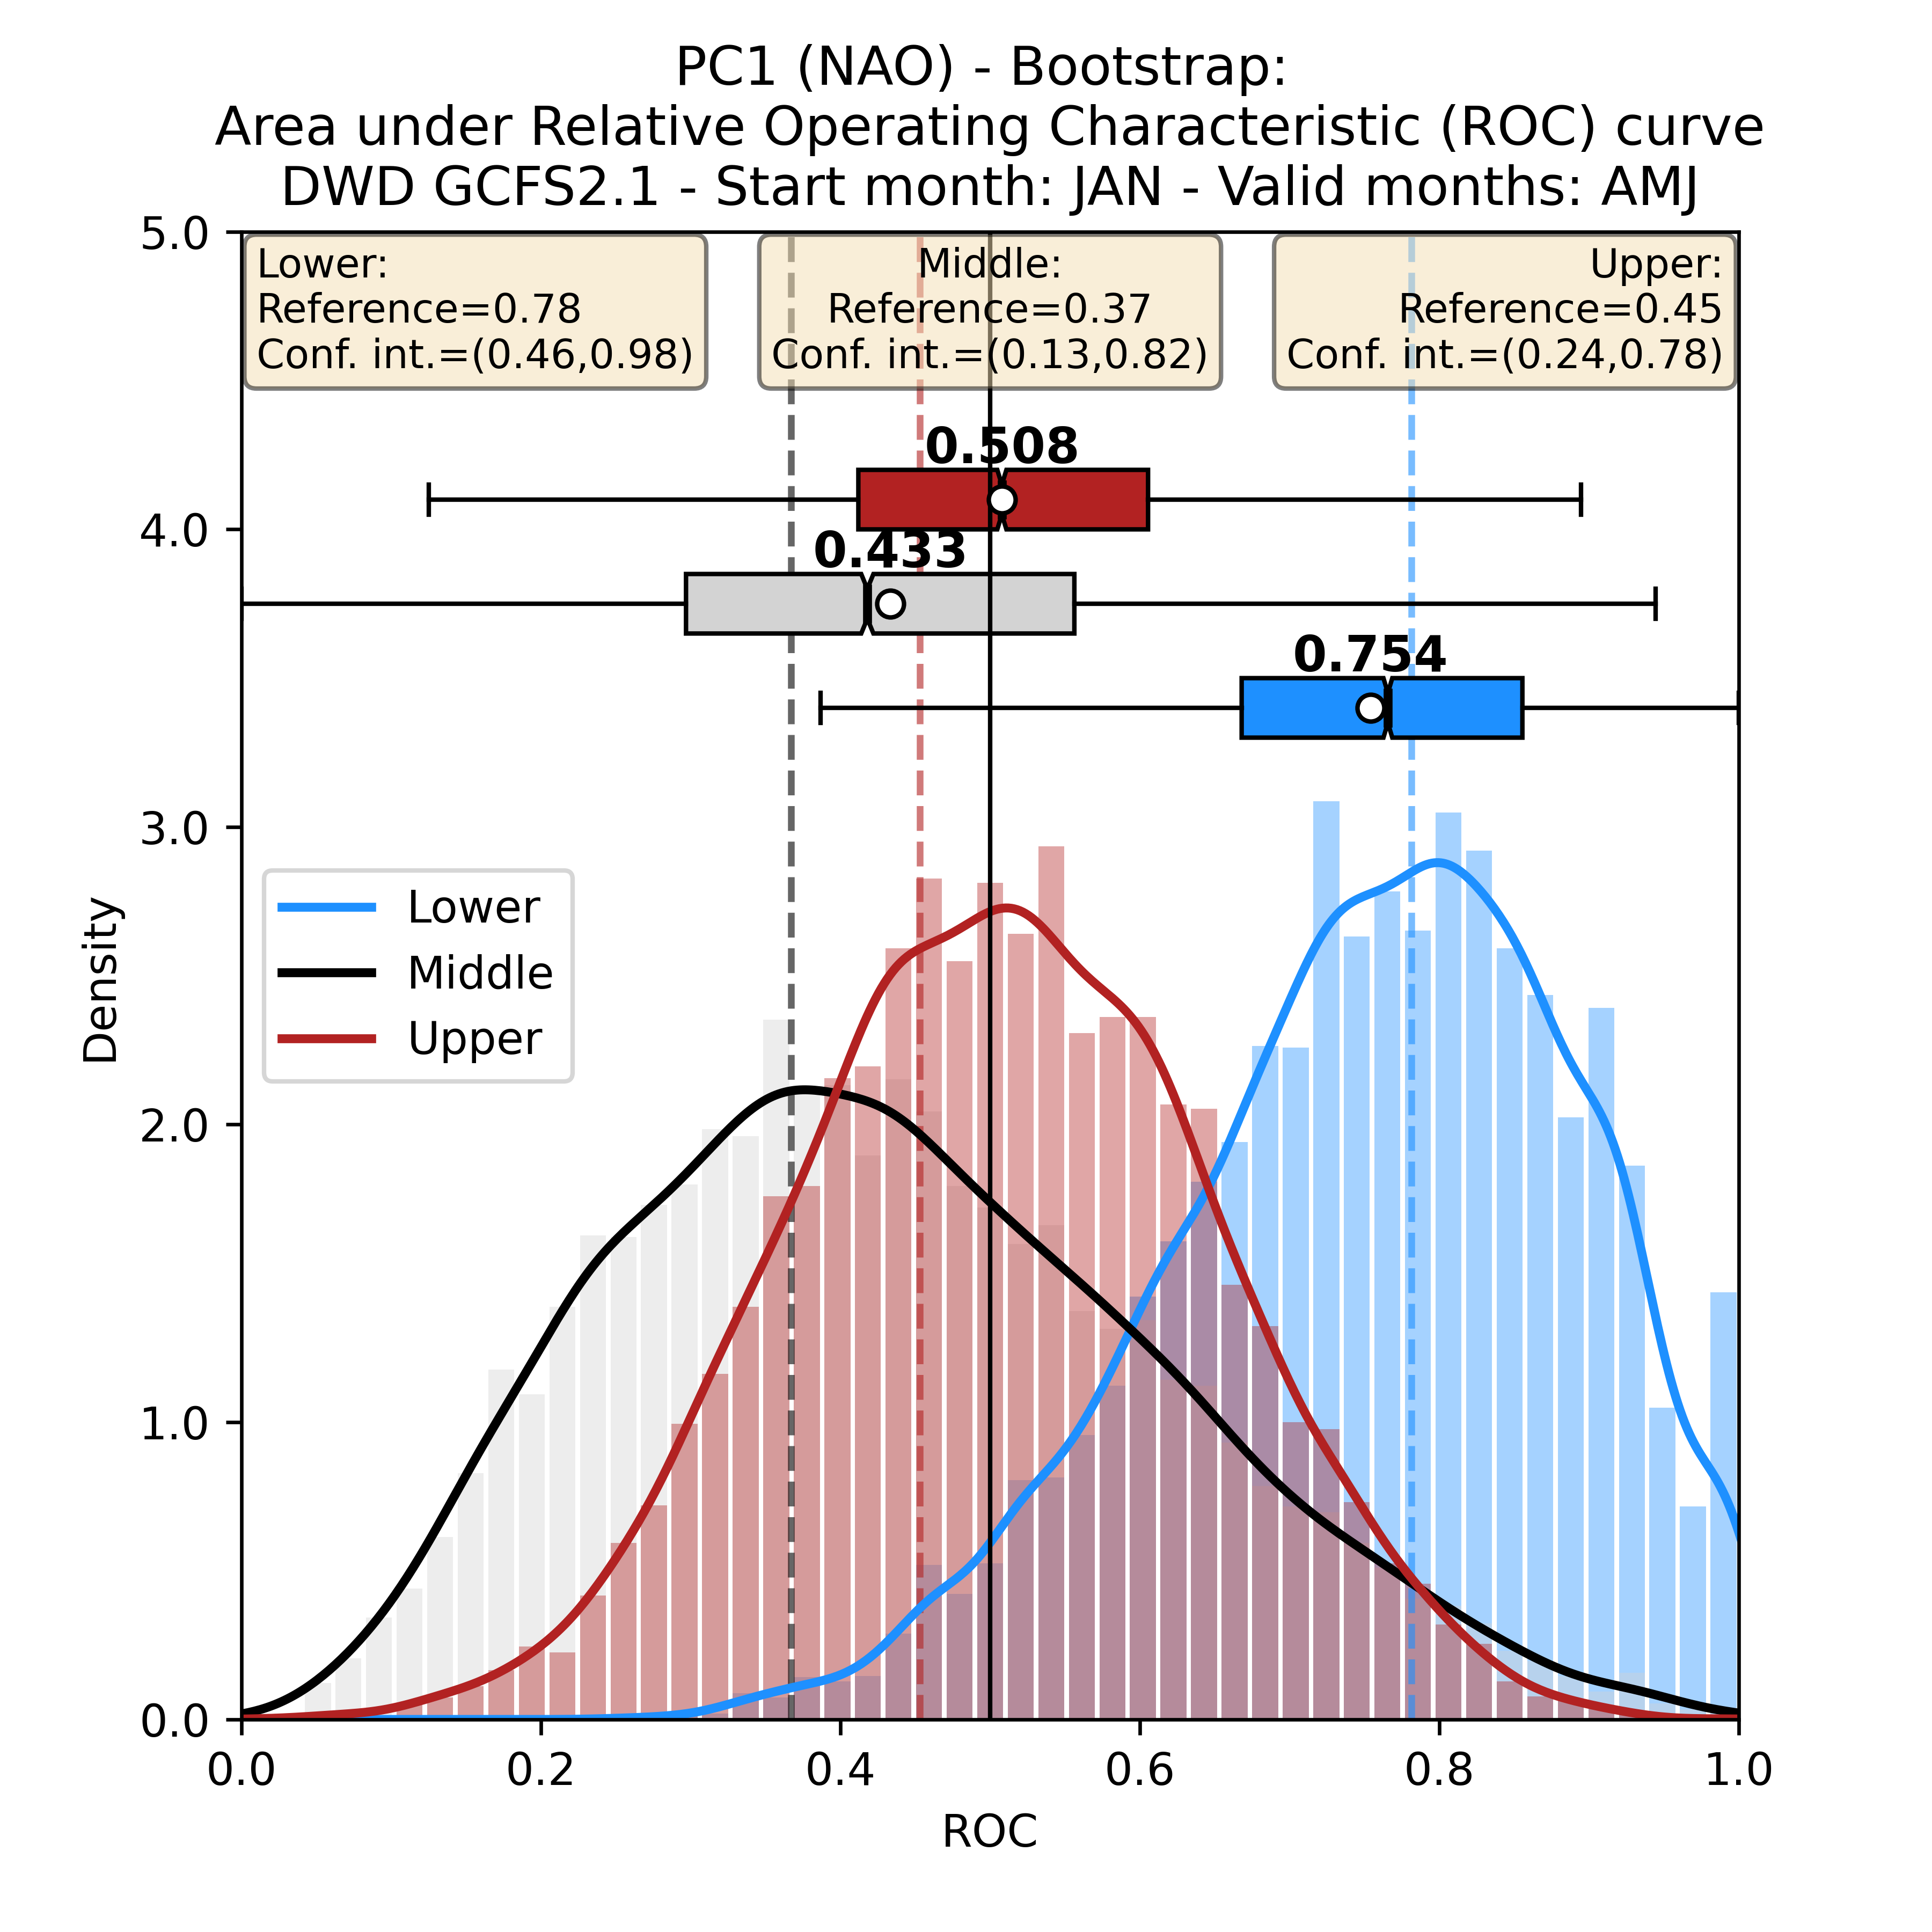 PC1 (NAO) - Bootstrap:
Area under Relative Operating Characteristic (ROC) curve
DWD GCFS2.1 - Start month: JAN - Valid months: AMJ
5.0
Lower:
Reference=0.78
Conf. int.=(0.46,0.98)
Middle:
Reference=0.37
Conf. int.=(0.13,0.82)
Upper:
Reference=0.45
Conf. int.=(0.24,0.78)
0.508
4.0
0.433
0.754
3.0
Lower
Middle
Upper
Density
2.0
1.0
0.0
0.0 0.2 0.4 0.6 0.8 1.0
ROC